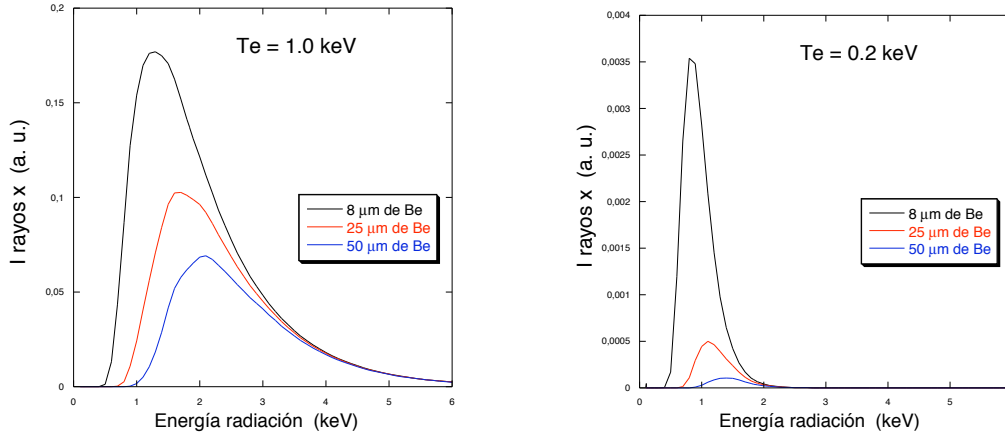 0,2
0,15
0,1
0,05
0
0
1
2
3
4
5
6
Te = 1.0 keV
8 μm de Be
25 μm de Be
50 μm de Be
I rayos x (a. u.)
Energía radiación (keV)
0,004
0,0035
0,003
0,0025
0,002
0,0015
0,001
0,0005
0
0
1
2
3
4
5
Te = 0.2 keV
8 μm de Be
25 μm de Be
50 μm de Be
I rayos x (a. u.)
Energía radiación (keV)